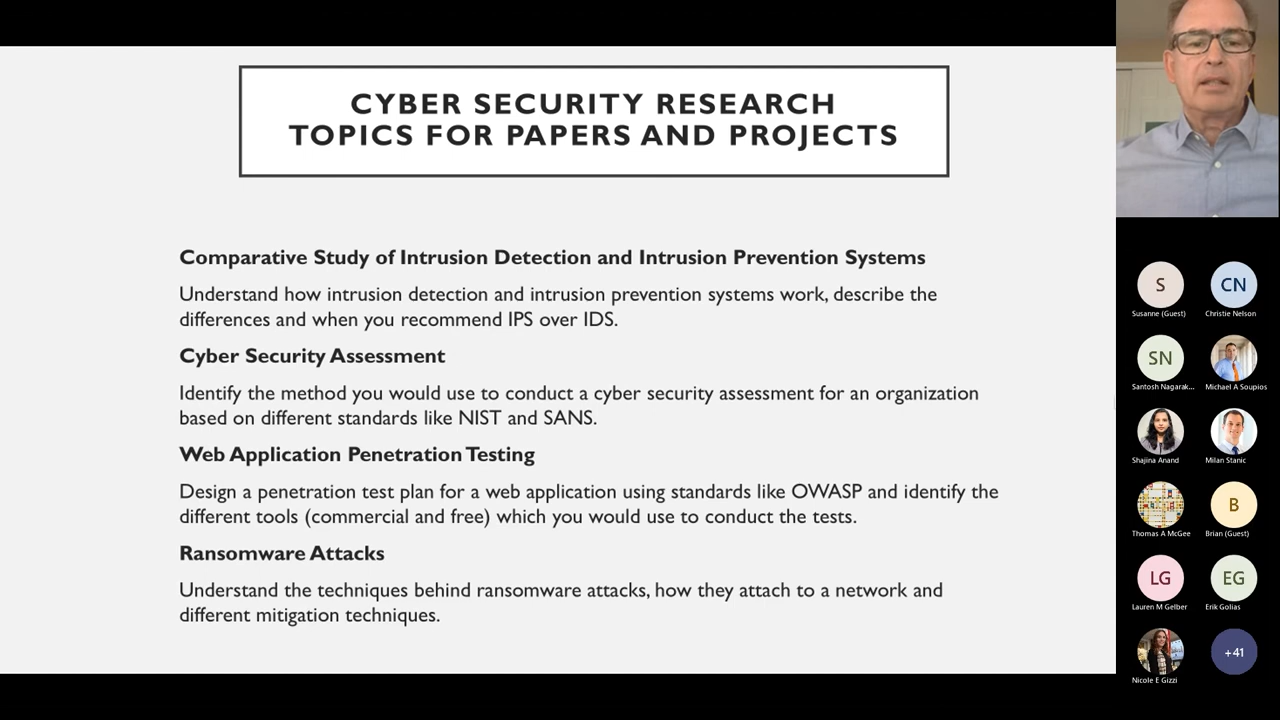 CYBER SECURITY RESEARCH
TOPICS FOR PAPERS AND PROJECTS
Comparative Study of Intrusion Detection and Intrusion Prevention Systems
Understand how intrusion detection and intrusion prevention systems work, describe the
differences and when you recommend IPS over IDS.
Cyber Security Assessment
Identify the method you would use to conduct a cyber security assessment for an organization
based on different standards like NIST and SANS.
Web Application Penetration Testing
Design a penetration test plan for a web application using standards like OWASP and identify the
different tools (commercial and free) which you would use to conduct the tests.
Ransomware Attacks
Understand the techniques behind ransomware attacks, how they attach to a network and
different mitigation techniques.
S
CN
Susanne (Guest)
Christie Nelson
SN
Santosh Nagarak...
Michael A Soupios
Shajina Anand
Milan Stanic
B
Thomas A McGee
Brian (Guest)
LG
EG
Lauren M Gelber
Erik Golias
+41
Nicole E Gizzi